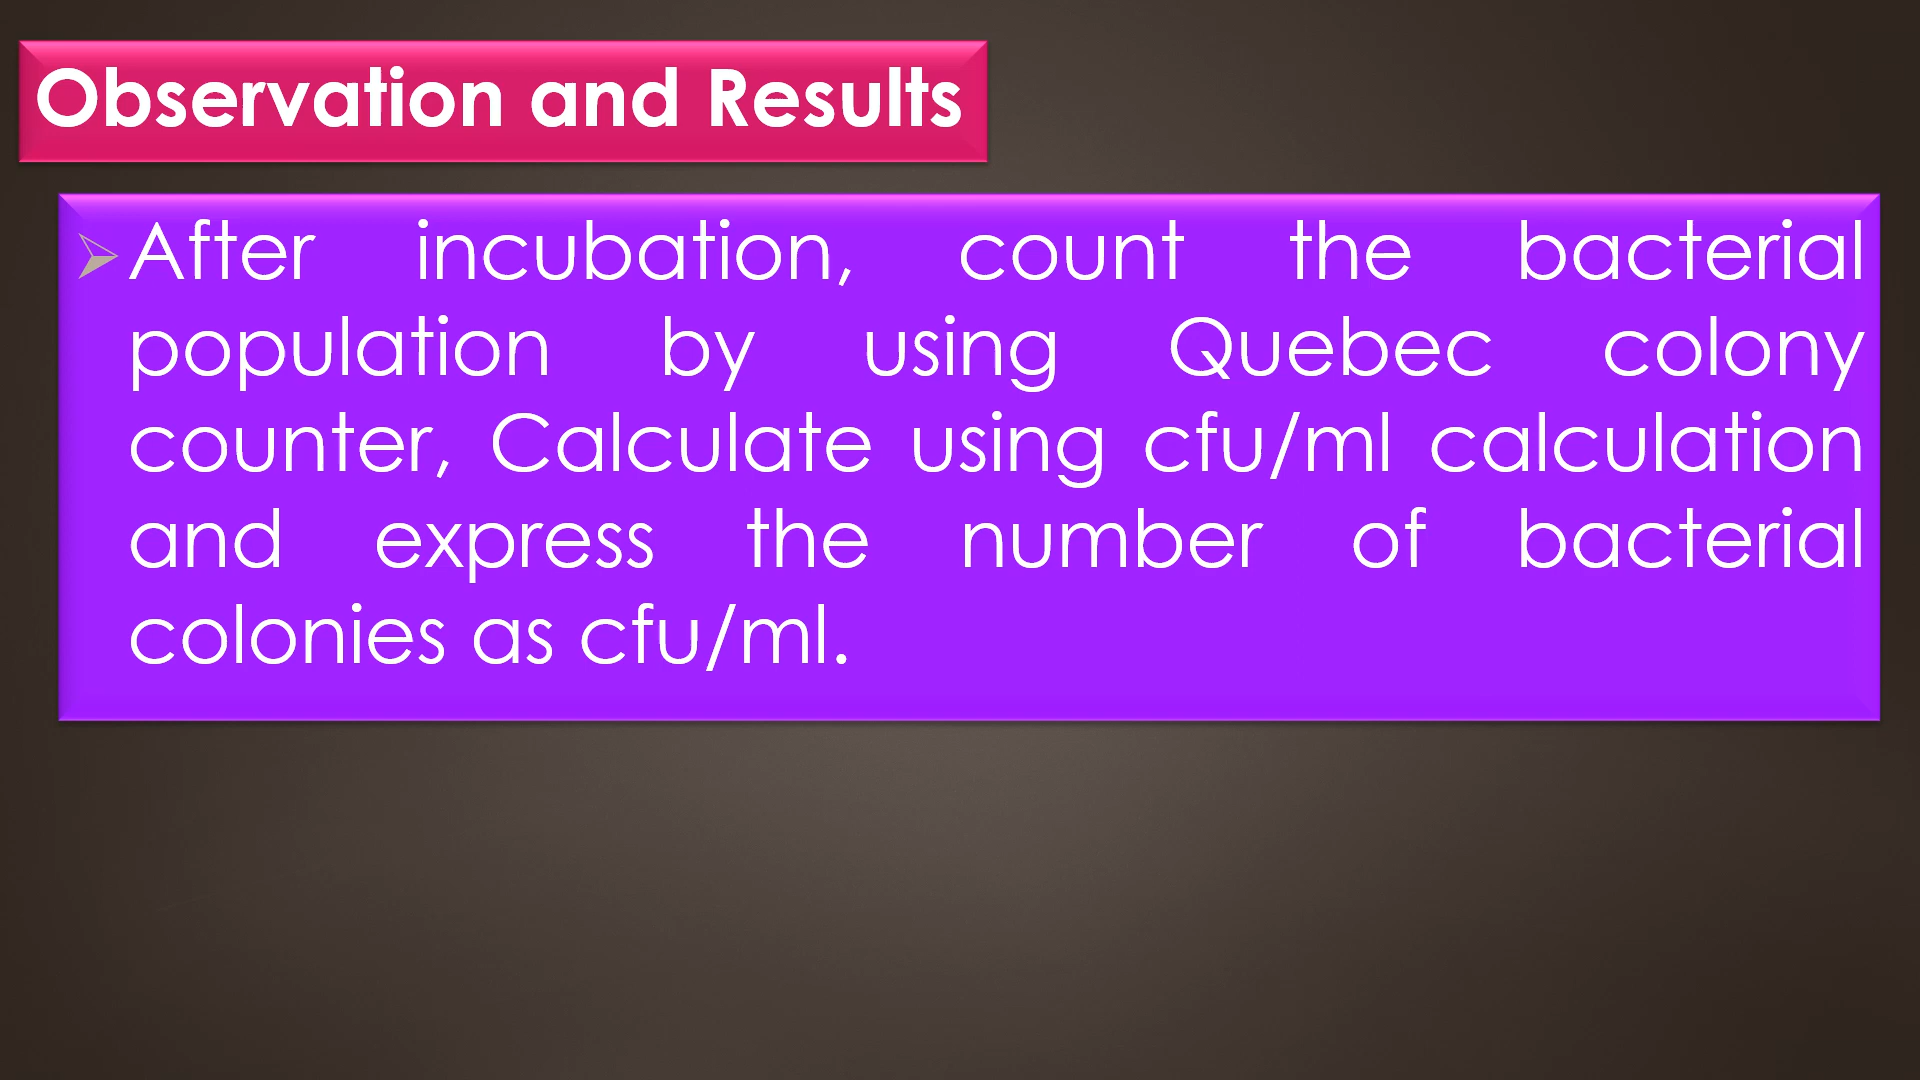 Observation and Results
After incubation, count the bacterial
population by using Quebec colony
counter, Calculate using cfu/ml calculation
and express the number of bacterial
colonies as cfu/ml.